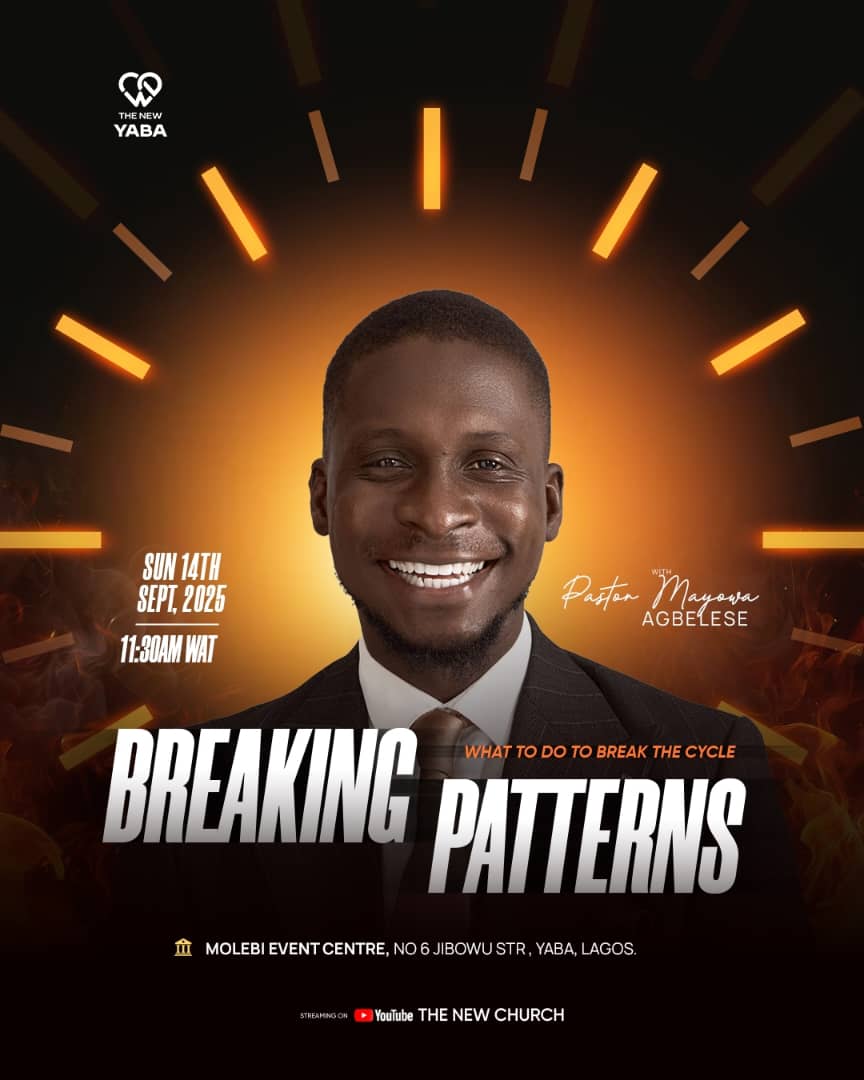 THE NEW
YABA
SUN 14TH
SEPT, 2025
11:30AM WAT
WITH
Pastor Mayowa
AGBELESE
BREAKING
WHAT TO DO TO BREAK THE CYCLE
PATTERNS
MOLEBI EVENT CENTRE, NO 6 JIBOWU STR, YABA, LAGOS.
STREAMING ON YouTube THE NEW CHURCH